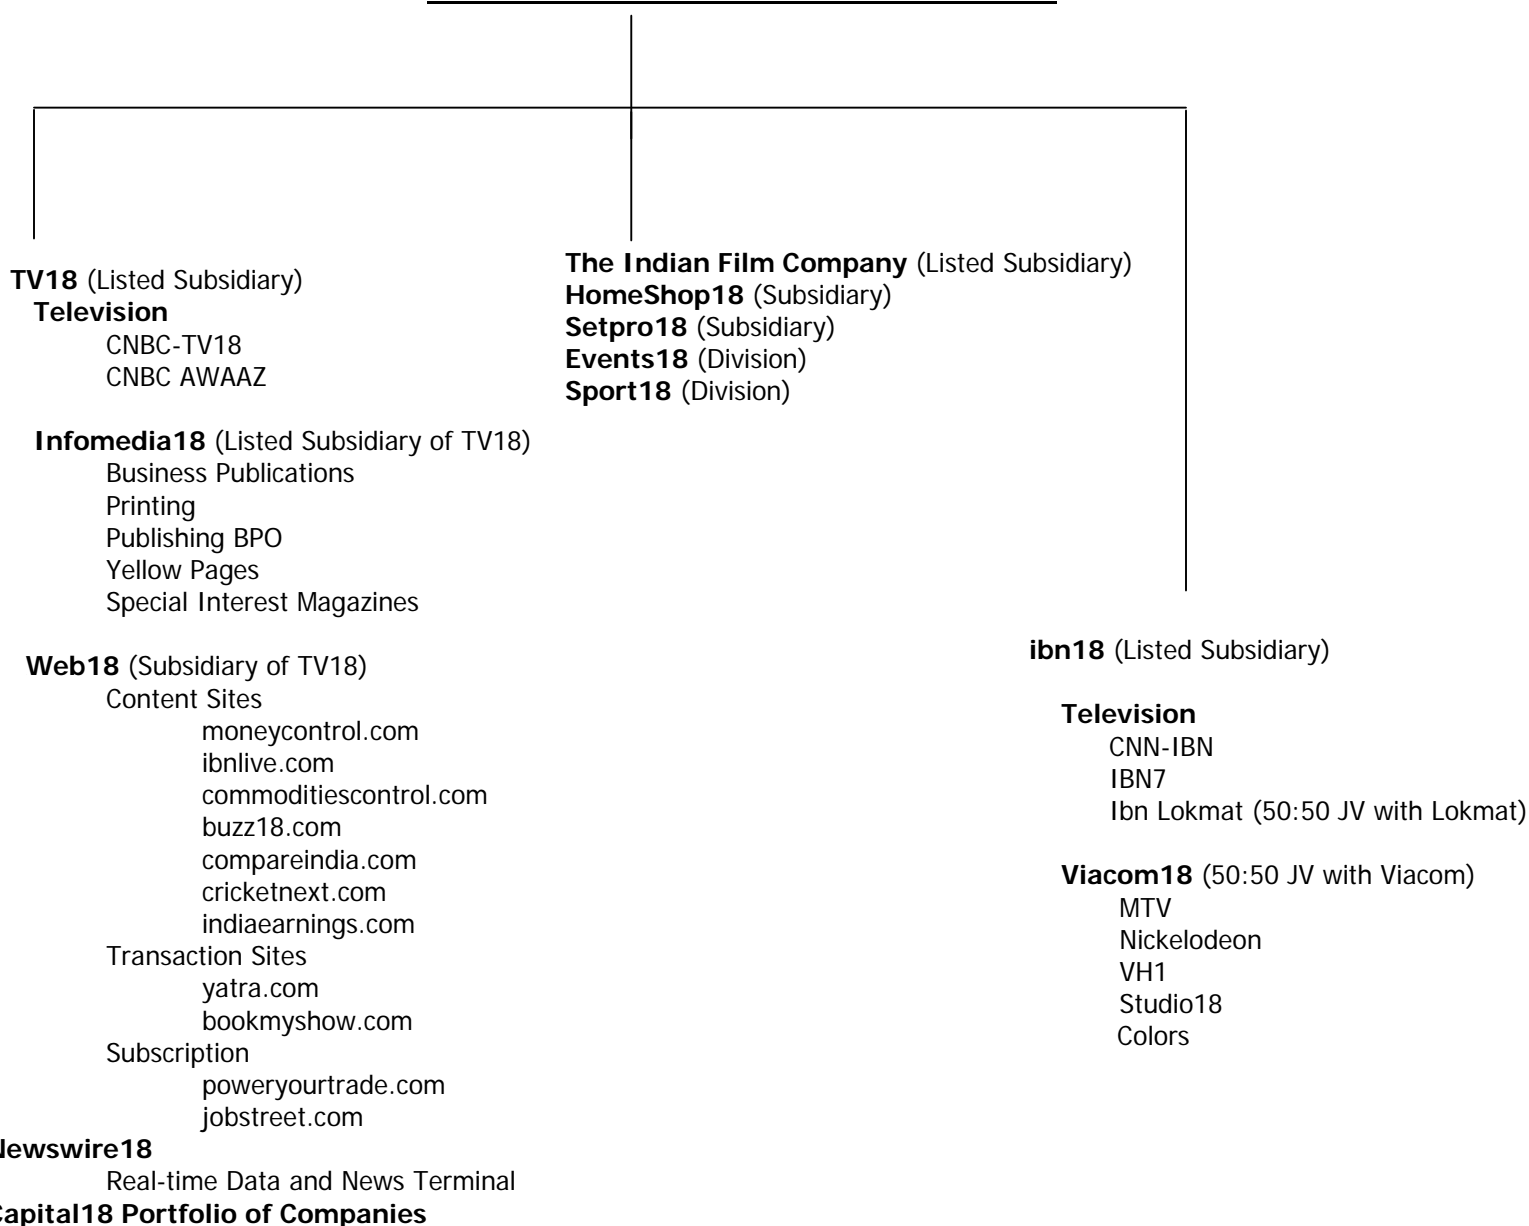 TV18 (Listed Subsidiary)
Television
CNBC-TV18
CNBC AWAAZ
Infomedia18 (Listed Subsidiary of TV18)
Business Publications
Printing
Publishing BPO
Yellow Pages
Special Interest Magazines
Web18 (Subsidiary of TV18)
Content Sites
moneycontrol.com
ibnlive.com
commoditiescontrol.com
buzz18.com
compareindia.com
cricketnext.com
indiaearnings.com
Transaction Sites
yatra.com
bookmyshow.com
Subscription
poweryourtrade.com
jobstreet.com
Newswire18
Real-time Data and News Terminal
Capital18 Portfolio of Companies
The Indian Film Company (Listed Subsidiary)
HomeShop18 (Subsidiary)
Setpro18 (Subsidiary)
Events18 (Division)
Sport18 (Division)
ibn18 (Listed Subsidiary)
Television
CNN-IBN
IBN7
Ibn Lokmat (50:50 JV with Lokmat)
Viacom18 (50:50 JV with Viacom)
MTV
Nickelodeon
VH1
Studio18
Colors